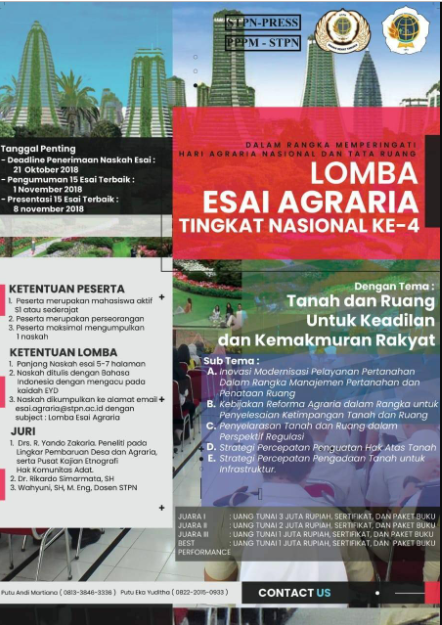 STPN-PRESS
PPPM - STPN
DALAM RANGKA MEMPERINGATI
HARI AGRARIA NASIONAL DAN TATA RUANG
LOMBA
ESAI AGRARIA
TINGKAT NASIONAL KE-4
Tanggal Penting
- Deadline Penerimaan Naskah Esai :
21 Oktober 2018
- Pengumuman 15 Esai Terbaik :
1 November 2018
- Presentasi 15 Esai Terbaik :
8 november 2018
Dengan Tema :
Tanah dan Ruang
Untuk Keadilan
dan Kemakmuran Rakyat
KETENTUAN PESERTA
1. Peserta merupakan mahasiswa aktif
S1 atau sederajat
2. Peserta merupakan perseorangan
3. Peserta maksimal mengumpulkan
1 naskah
KETENTUAN LOMBA
1. Panjang Naskah esai 5-7 halaman
2. Naskah ditulis dengan Bahasa
Indonesia dengan mengacu pada
kaidah EYD
3. Naskah dikumpulkan ke alamat email
esai.agraria@stpn.ac.id dengan
subject : Lomba Esai Agraria
JURI
1. Drs. R. Yando Zakaria, Peneliti pada
Lingkar Pembaruan Desa dan Agraria,
serta Pusat Kajian Etnografi
Hak Komunitas Adat.
2. Dr. Rikardo Simarmata, SH
3. Wahyuni, SH, M. Eng, Dosen STPN
Sub Tema :
A. Inovasi Modernisasi Pelayanan Pertanahan
Dalam Rangka Manajemen Pertanahan dan
Penataan Ruang
B. Kebijakan Reforma Agraria dalam Rangka untuk
Penyelesaian Ketimpangan Tanah dan Ruang
C. Penyelarasan Tanah dan Ruang dalam
Perspektif Regulasi
D. Strategi Percepatan Penguatan Hak Atas Tanah
E. Strategi Percepatan Pengadaan Tanah untuk
Infrastruktur.
JUARA I : UANG TUNAI 3 JUTA RUPIAH, SERTIFIKAT, DAN PAKET BUKU
JUARA II : UANG TUNAI 2 JUTA RUPIAH, SERTIFIKAT, DAN PAKET BUKU
JUARA III : UANG TUNAI 1 JUTA RUPIAH, SERTIFIKAT, DAN PAKET BUKU
BEST : UANG TUNAI 1 JUTA RUPIAH, SERTIFIKAT, DAN PAKET BUKU
PERFORMANCE
Putu Andi Martiana ( 0813-3846-3336 ) Putu Eka Yuditha ( 0822-2015-0933 )
CONTACT US